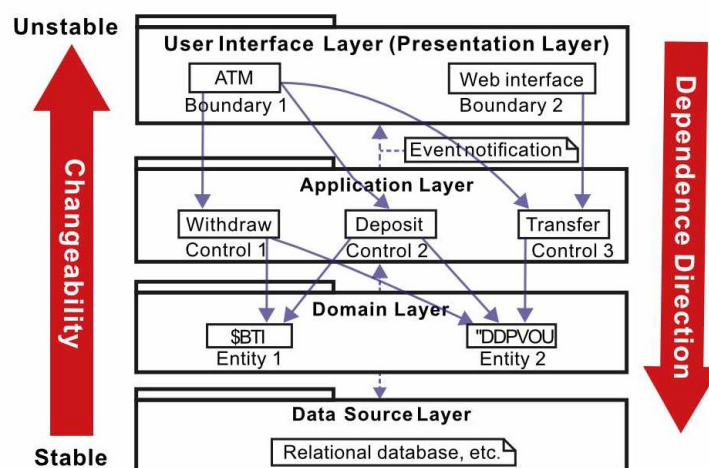 Unstable
User Interface Layer (Presentation Layer)
ATM
Web interface
Boundary 1
Boundary 2
Event notification
Application Layer
Withdraw
Deposit
Transfer
Control 1
Control 2
Control 3
Domain Layer
$BTI
"DDPVOU
Entity 1
Entity 2
Data Source Layer
Relational database, etc.
Stable
Changeability
Dependence Direction